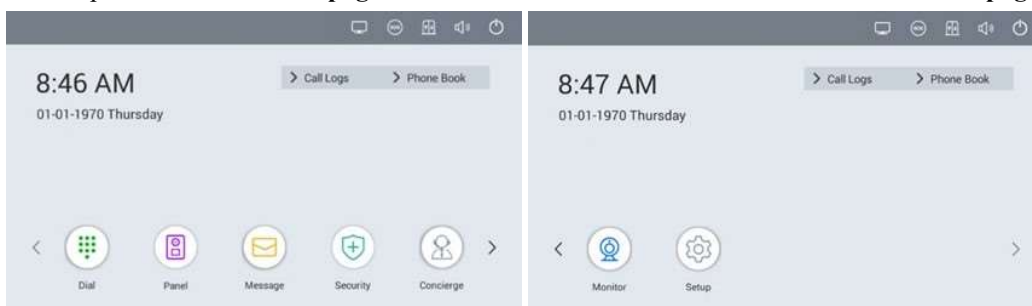 8:46 AM
> Call Logs > Phone Book
01-01-1970 Thursday
Dial Panel Message Security Concierge
8:47 AM
> Call Logs > Phone Book
01-01-1970 Thursday
Monitor Setup